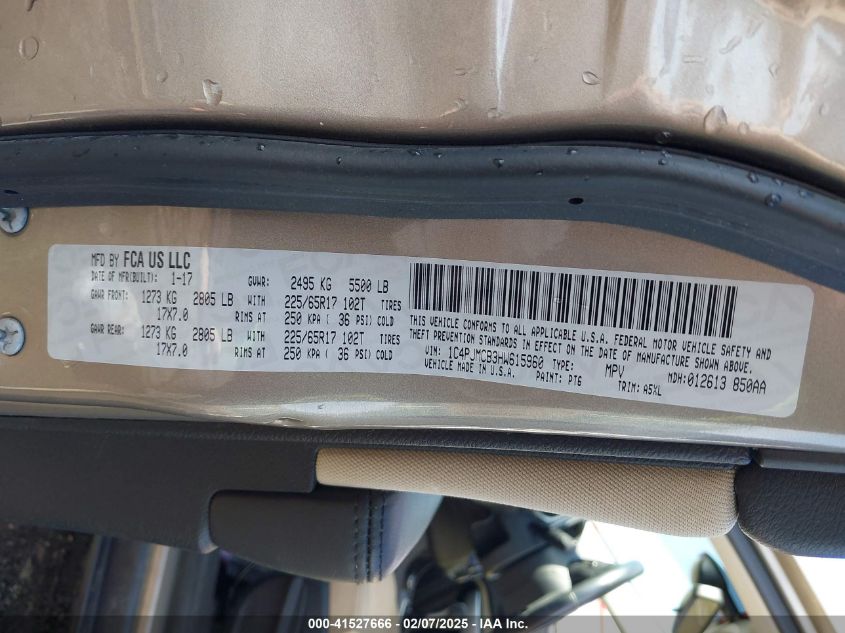 MFD BY FCA US LLC
DATE OF MFR(BUILT): 1-17 GVWR: 2495 KG 5500 LB
GAWR FRONT: 1273 KG 2805 LB WITH 225/65R17 102T TIRES
17X7.0 RIMS AT 250 KPA ( 36 PSI) COLD
GAWR REAR: 1273 KG 2805 LB WITH 225/65R17 102T TIRES
17X7.0 RIMS AT 250 KPA ( 36 PSI) COLD
THIS VEHICLE CONFORMS TO ALL APPLICABLE U.S.A. FEDERAL MOTOR VEHICLE SAFETY AND
THEFT PREVENTION STANDARDS IN EFFECT ON THE DATE OF MANUFACTURE SHOWN ABOVE.
VIN: 1C4PJMCB3HW615960 TYPE: MPV MDH: 012613 850AA
MADE IN U.S.A. PAINT: PT6 TRIM: A5XL
000-41527666 — 02/07/2025 — IAA Inc.